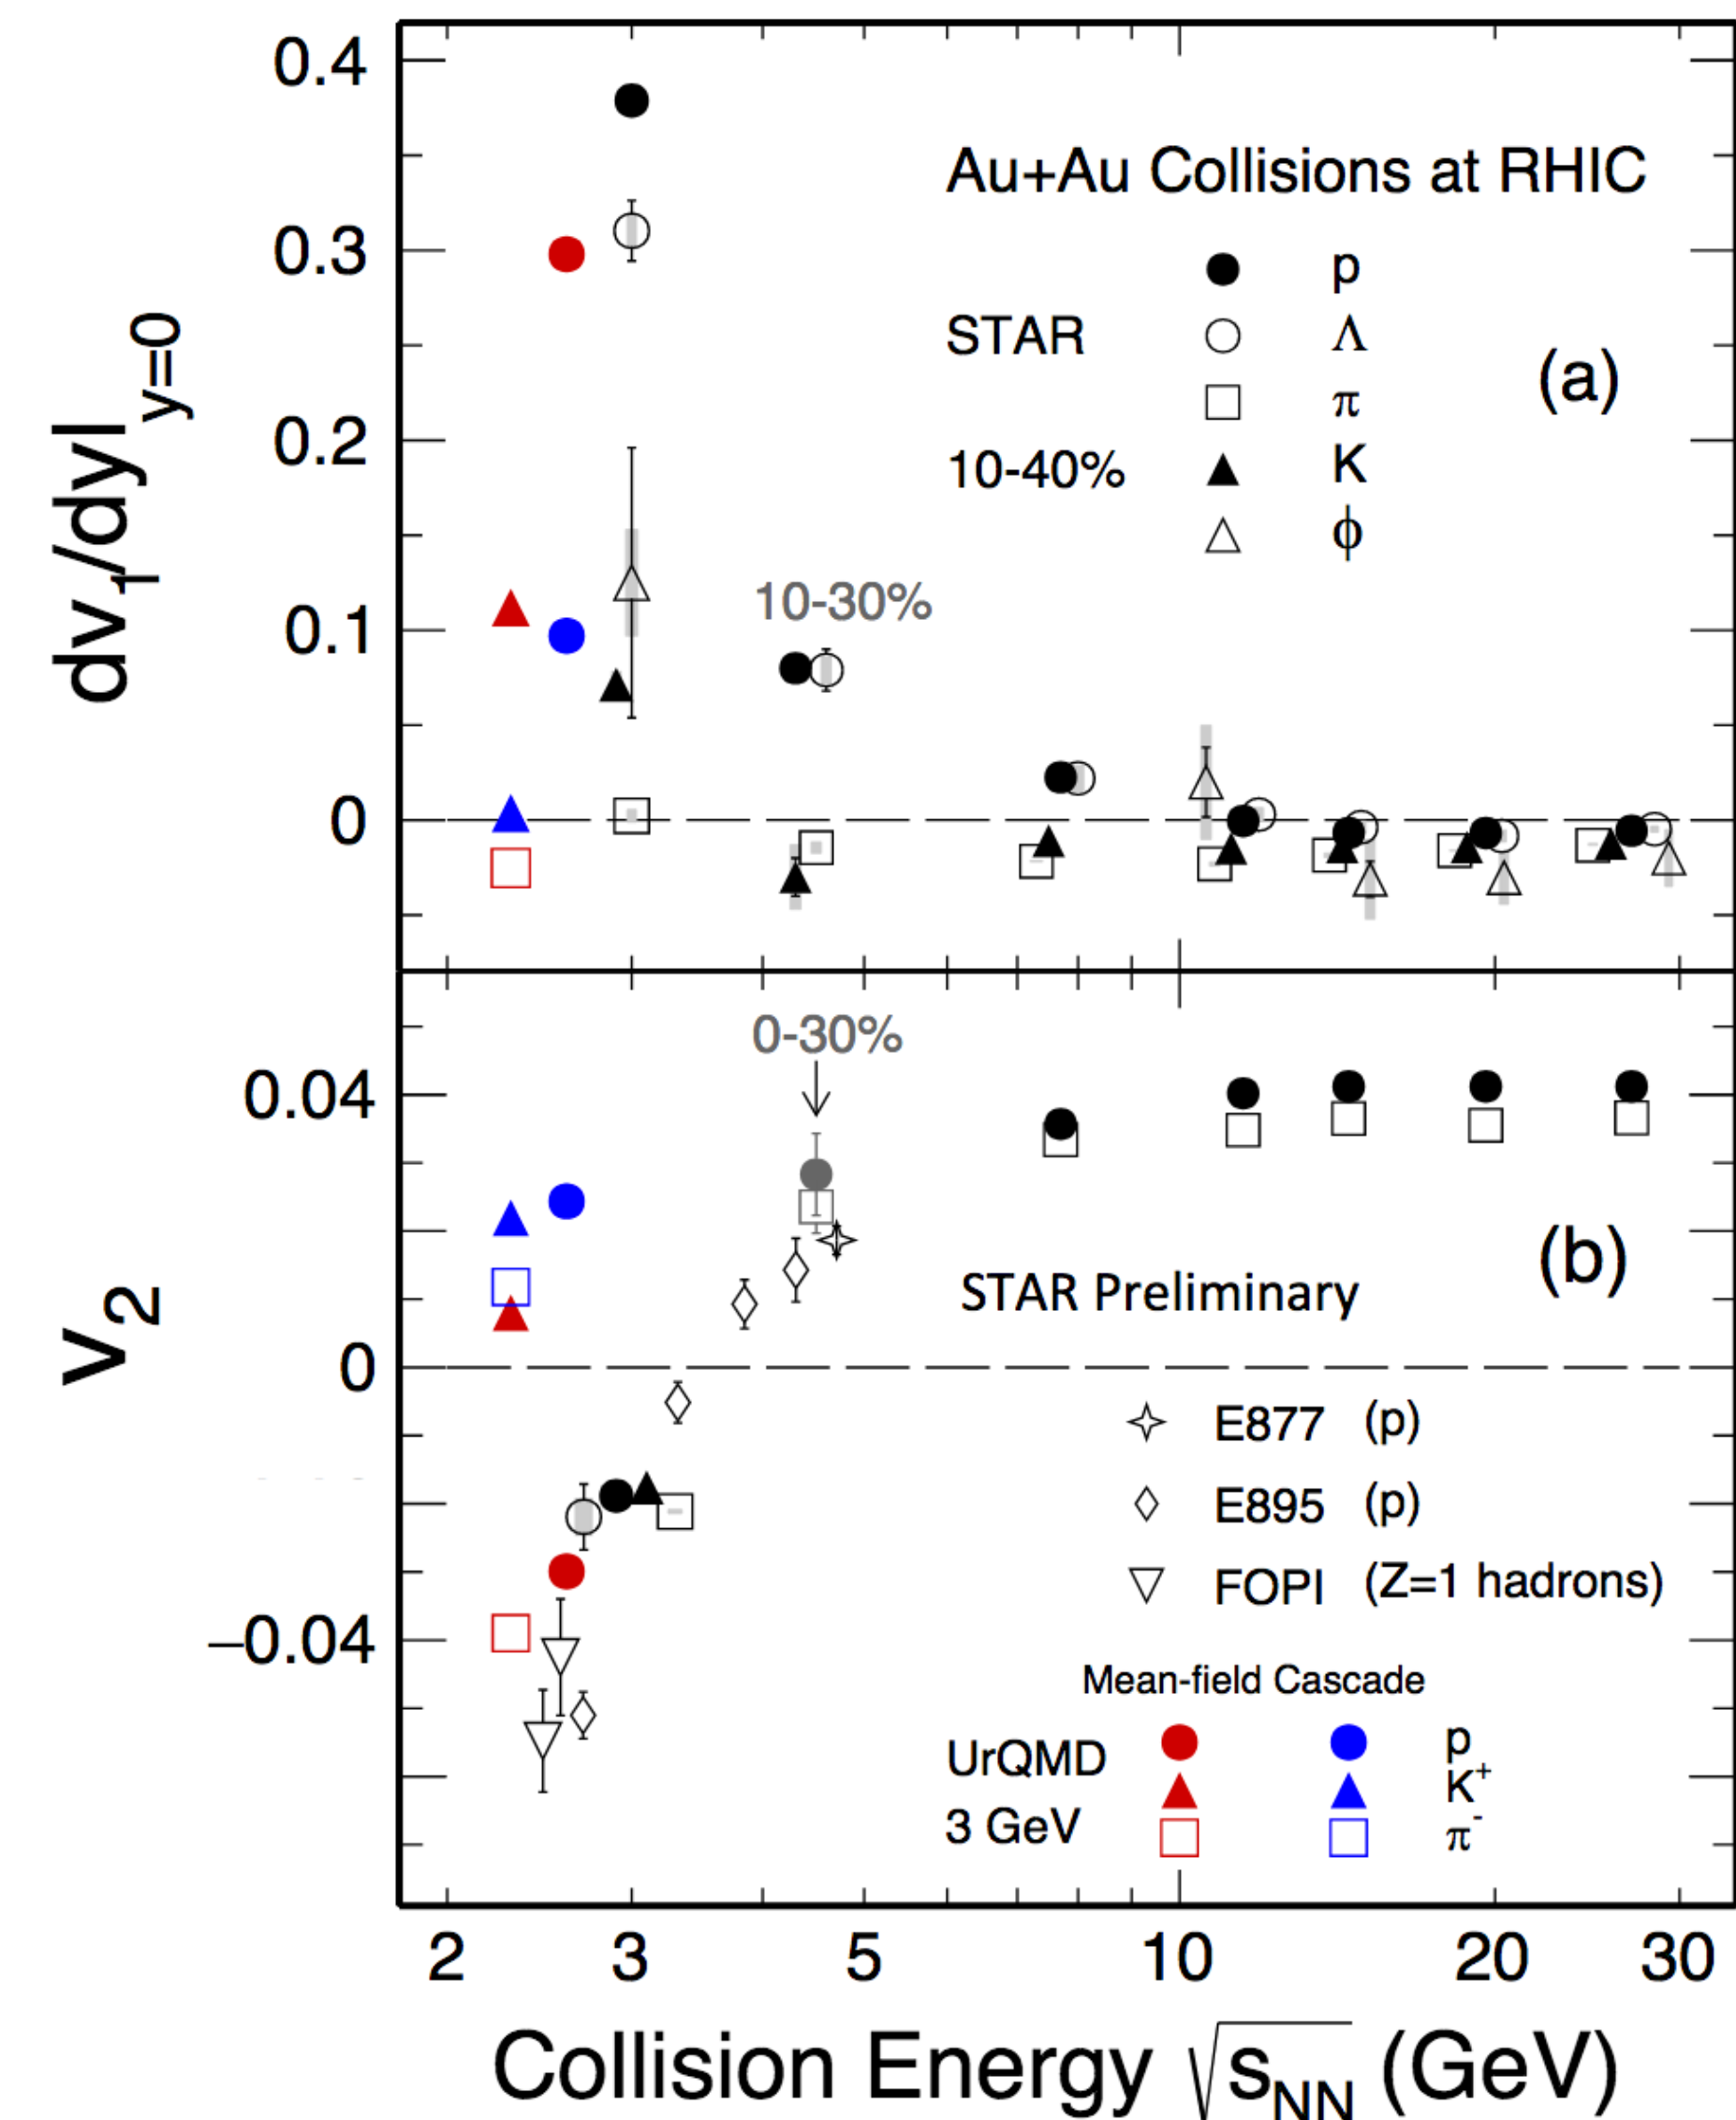 0.4
0.3
0.2
0.1
0
dv1/dy|y=0
Au+Au Collisions at RHIC
p
STAR Λ
π
10-40% K
ϕ
(a)
10-30%
0-30%
0.04
0
−0.04
v2
(b)
STAR Preliminary
E877 (p)
E895 (p)
FOPI (Z=1 hadrons)
Mean-field Cascade
UrQMD p
K+
3 GeV π-
2 3 5 10 20 30
Collision Energy √sNN (GeV)